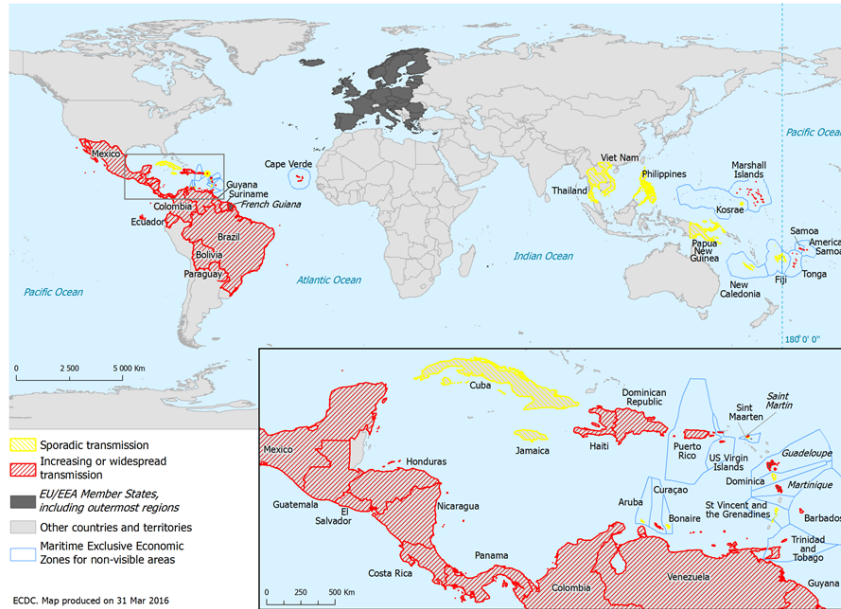 Pacific Ocean
Mexico
Cape Verde
Viet Nam
Philippines
Marshall
Islands
Thailand
Guyana
Suriname
French Guiana
Colombia
Ecuador
Kosrae
Brazil
Samoa
American
Samoa
Papua
New
Guinea
Indian Ocean
Bolivia
Paraguay
Atlantic Ocean
Pacific Ocean
New
Caledonia
Fiji
Tonga
180° 0' 0"
0 2 500 5 000 Km
Sporadic transmission
Increasing or widespread
transmission
EU/EEA Member States,
including outermost regions
Other countries and territories
Maritime Exclusive Economic
Zones for non-visible areas
ECDC. Map produced on 31 Mar 2016
Cuba
Dominican
Republic
Saint
Martin
Sint
Maarten
Mexico
Jamaica
Haiti
Puerto
Rico
US Virgin
Islands
Guadeloupe
Honduras
Dominica
Martinique
Curaçao
Aruba
Guatemala
El
Salvador
Nicaragua
Bonaire
St Vincent and
the Grenadines
Barbados
Trinidad
and
Tobago
Panama
Costa Rica
Colombia
Venezuela
Guyana
0 250 500 Km